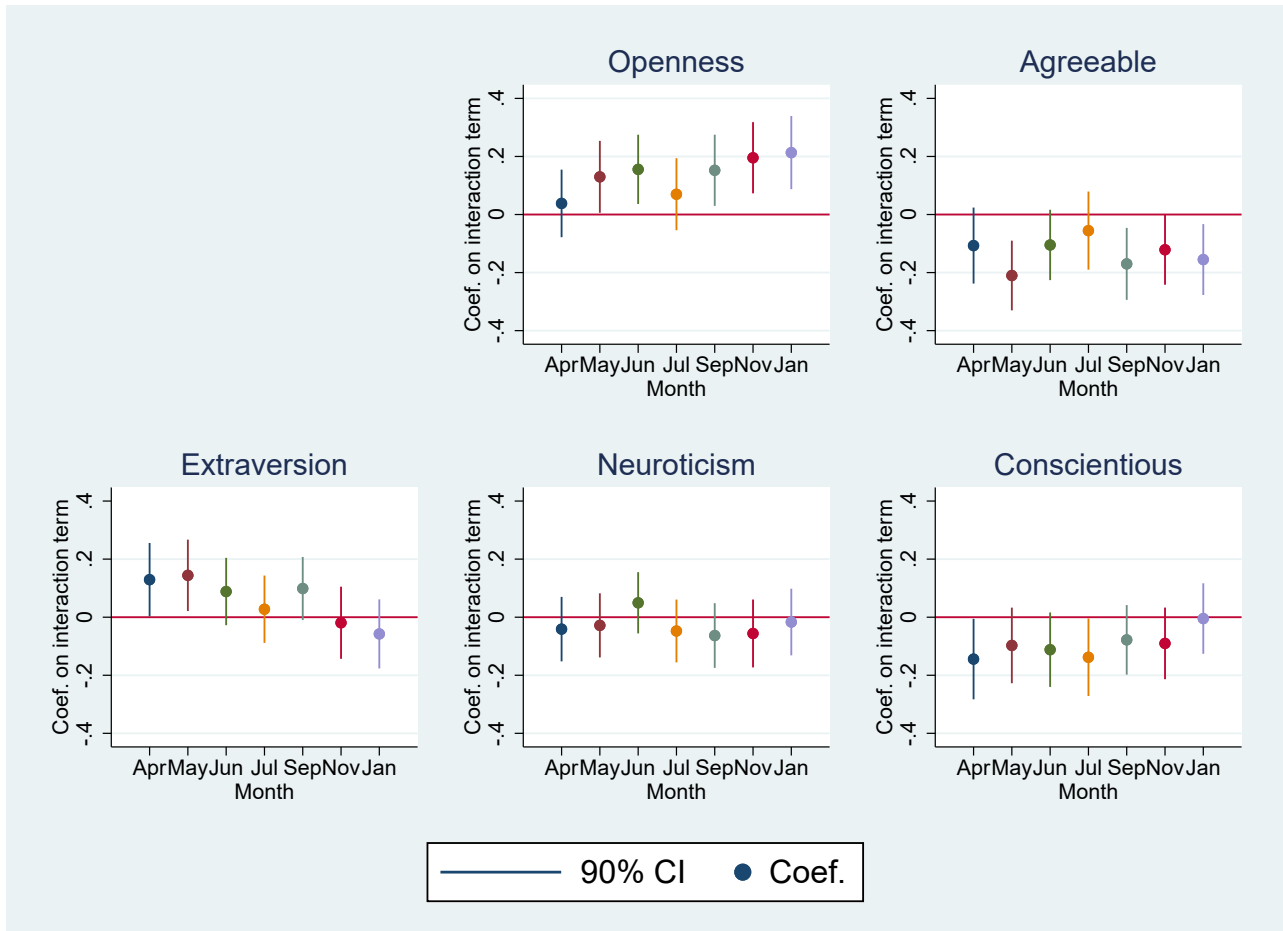 Openness
Coef. on interaction term
.4
.2
0
-.2
-.4
Apr May Jun Jul Sep Nov Jan
Month
Agreeable
Coef. on interaction term
.4
.2
0
-.2
-.4
Apr May Jun Jul Sep Nov Jan
Month
Extraversion
Coef. on interaction term
.4
.2
0
-.2
-.4
Apr May Jun Jul Sep Nov Jan
Month
Neuroticism
Coef. on interaction term
.4
.2
0
-.2
-.4
Apr May Jun Jul Sep Nov Jan
Month
Conscientious
Coef. on interaction term
.4
.2
0
-.2
-.4
Apr May Jun Jul Sep Nov Jan
Month
90% CI Coef.